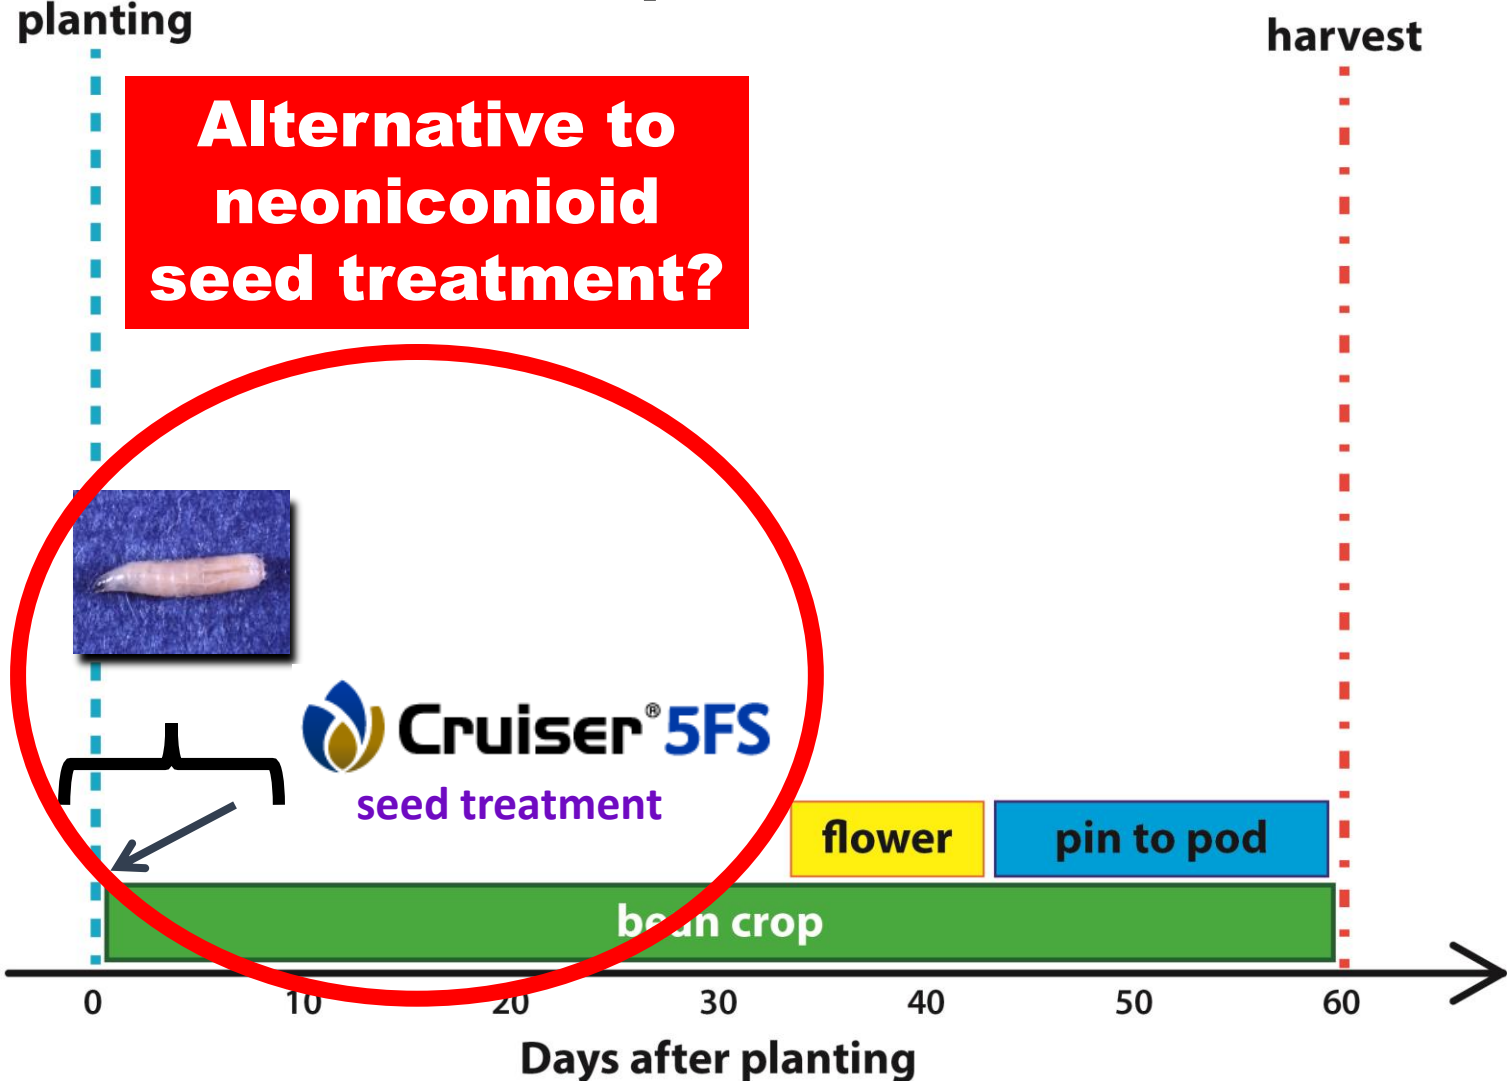 planting
harvest
Alternative to
neoniconioid
seed treatment?
Cruiser® 5FS
seed treatment
flower
pin to pod
bean crop
0 10 20 30 40 50 60
Days after planting